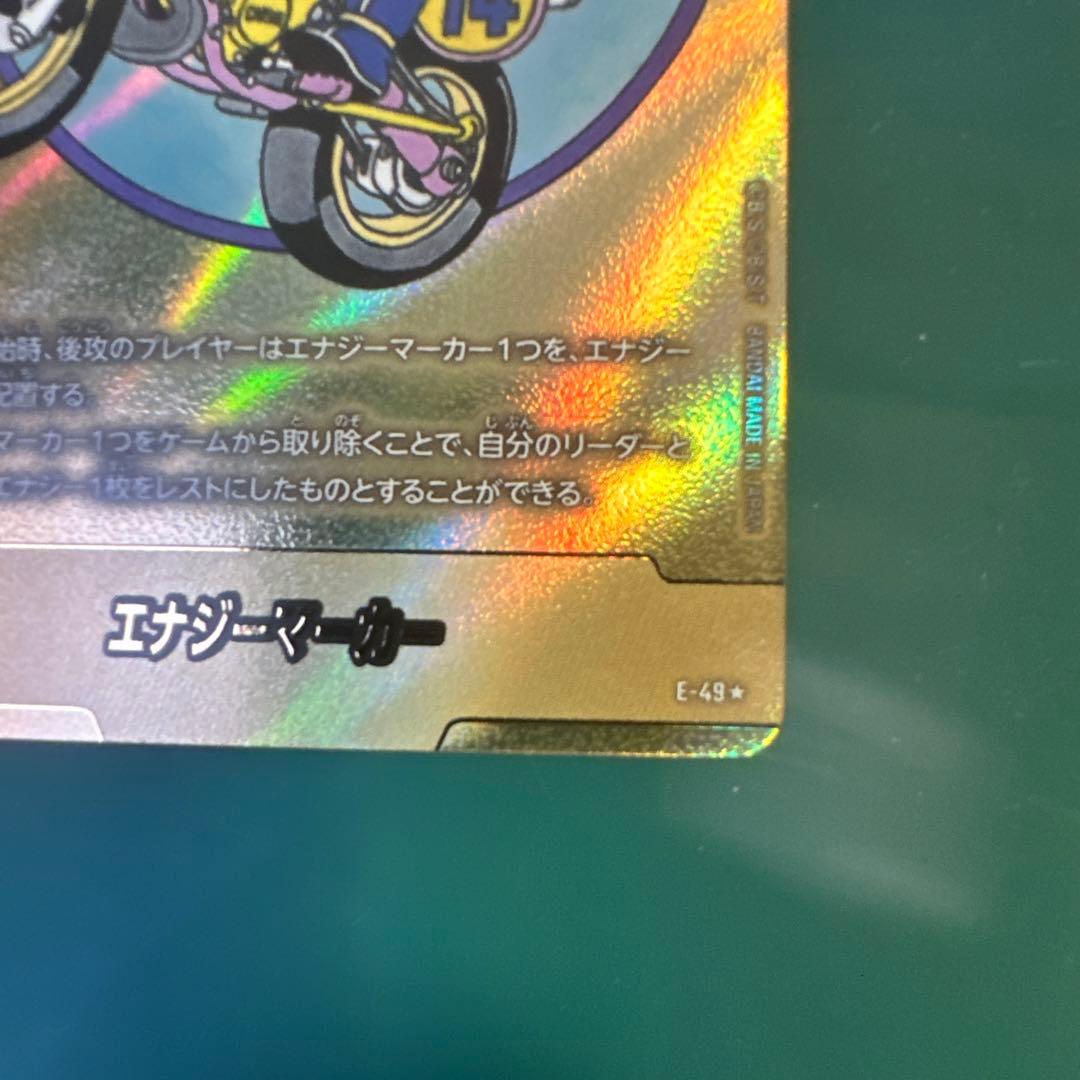 14
始時、後攻のプレイヤーはエナジーマーカー1つを、エナジー
配置する
マーカー1つをゲームから取り除くことで、自分のリーダーと
エナジー1枚をレストにしたものとすることができる。
BANDAI MADE IN JAPAN
エナジーマーカー
E-49★